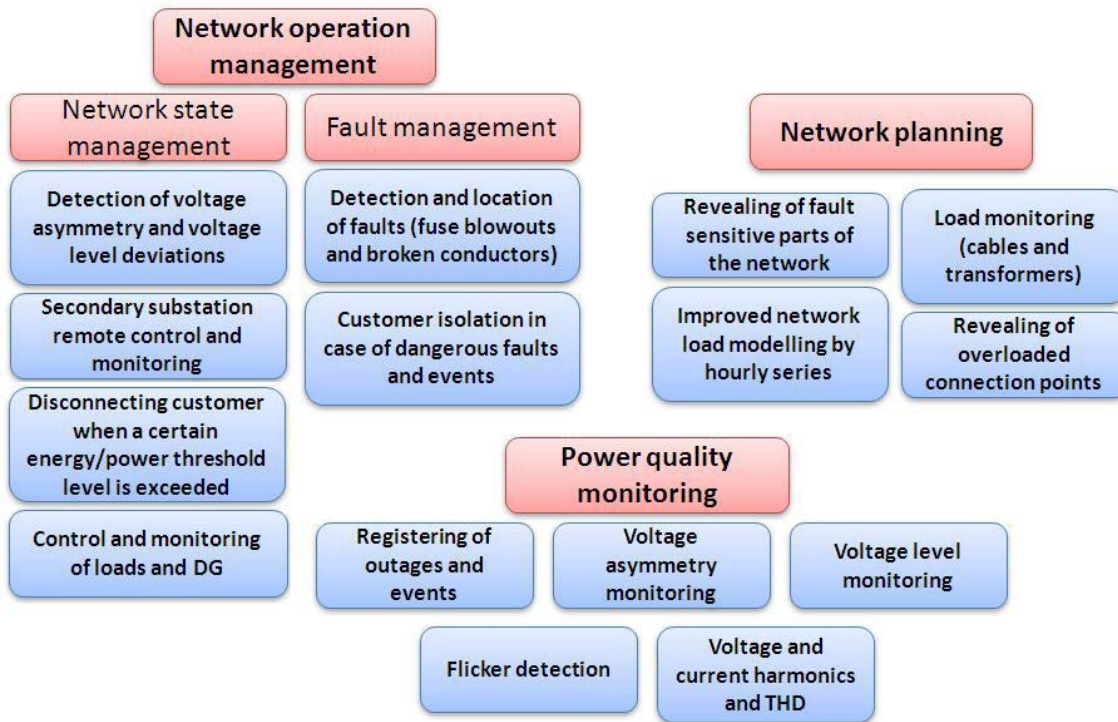 Network operation
management
Network state
management
Fault management
Detection of voltage
asymmetry and voltage
level deviations
Secondary substation
remote control and
monitoring
Disconnecting customer
when a certain
energy/power threshold
level is exceeded
Control and monitoring
of loads and DG
Detection and location
of faults (fuse blowouts
and broken conductors)
Customer isolation in
case of dangerous faults
and events
Network planning
Revealing of fault
sensitive parts of
the network
Load monitoring
(cables and
transformers)
Improved network
load modelling by
hourly series
Revealing of
overloaded
connection points
Power quality
monitoring
Registering of
outages and
events
Voltage
asymmetry
monitoring
Voltage level
monitoring
Flicker detection
Voltage and
current harmonics
and THD